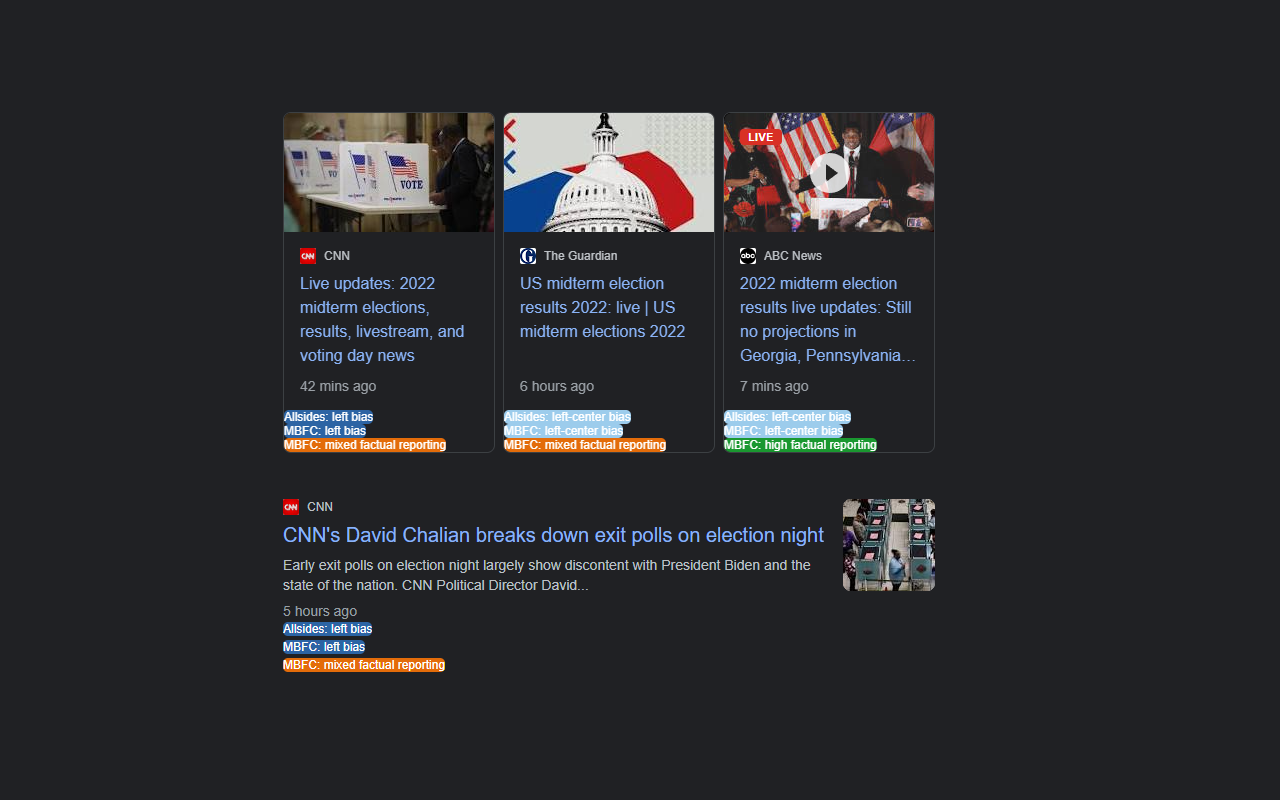 VOTE
LIVE
CNN
CNN
Live updates: 2022
midterm elections,
results, livestream, and
voting day news
42 mins ago
Allsides: left bias
MBFC: left bias
MBFC: mixed factual reporting
The Guardian
US midterm election
results 2022: live | US
midterm elections 2022
6 hours ago
Allsides: left-center bias
MBFC: left-center bias
MBFC: mixed factual reporting
abc
ABC News
2022 midterm election
results live updates: Still
no projections in
Georgia, Pennsylvania...
7 mins ago
Allsides: left-center bias
MBFC: left-center bias
MBFC: high factual reporting
CNN
CNN
CNN's David Chalian breaks down exit polls on election night
Early exit polls on election night largely show discontent with President Biden and the
state of the nation. CNN Political Director David...
5 hours ago
Allsides: left bias
MBFC: left bias
MBFC: mixed factual reporting